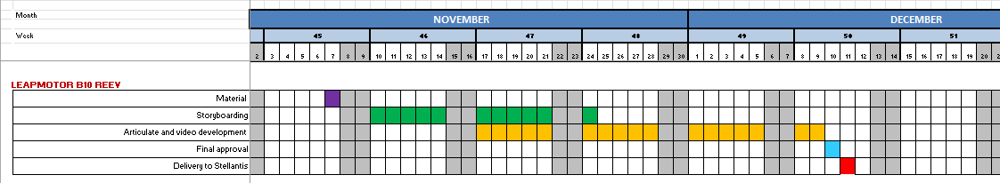 Month NOVEMBER DECEMBER
Week 45 46 47 48 49 50 51
2 3 4 5 6 7 8 9 10 11 12 13 14 15 16 17 18 19 20 21 22 23 24 25 26 27 28 29 30 1 2 3 4 5 6 7 8 9 10 11 12 13 14 15 16 17 18 19 20
LEAPMOTOR B10 REEV
Material
Storyboarding
Articulate and video development
Final approval
Delivery to Stellantis